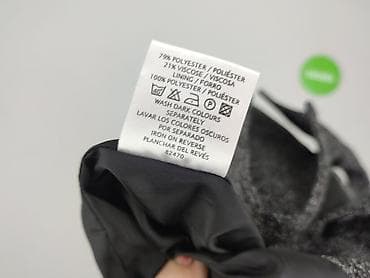 79% POLYESTER / POLIÉSTER
21% VISCOSE / VISCOSA
LINING / FORRO
100% POLYESTER / POLIÉSTER
WASH DARK COLOURS
SEPARATELY
LAVAR LOS COLORES OSCUROS
POR SEPARADO
IRON ON REVERSE
PLANCHAR DEL REVÉS
82470